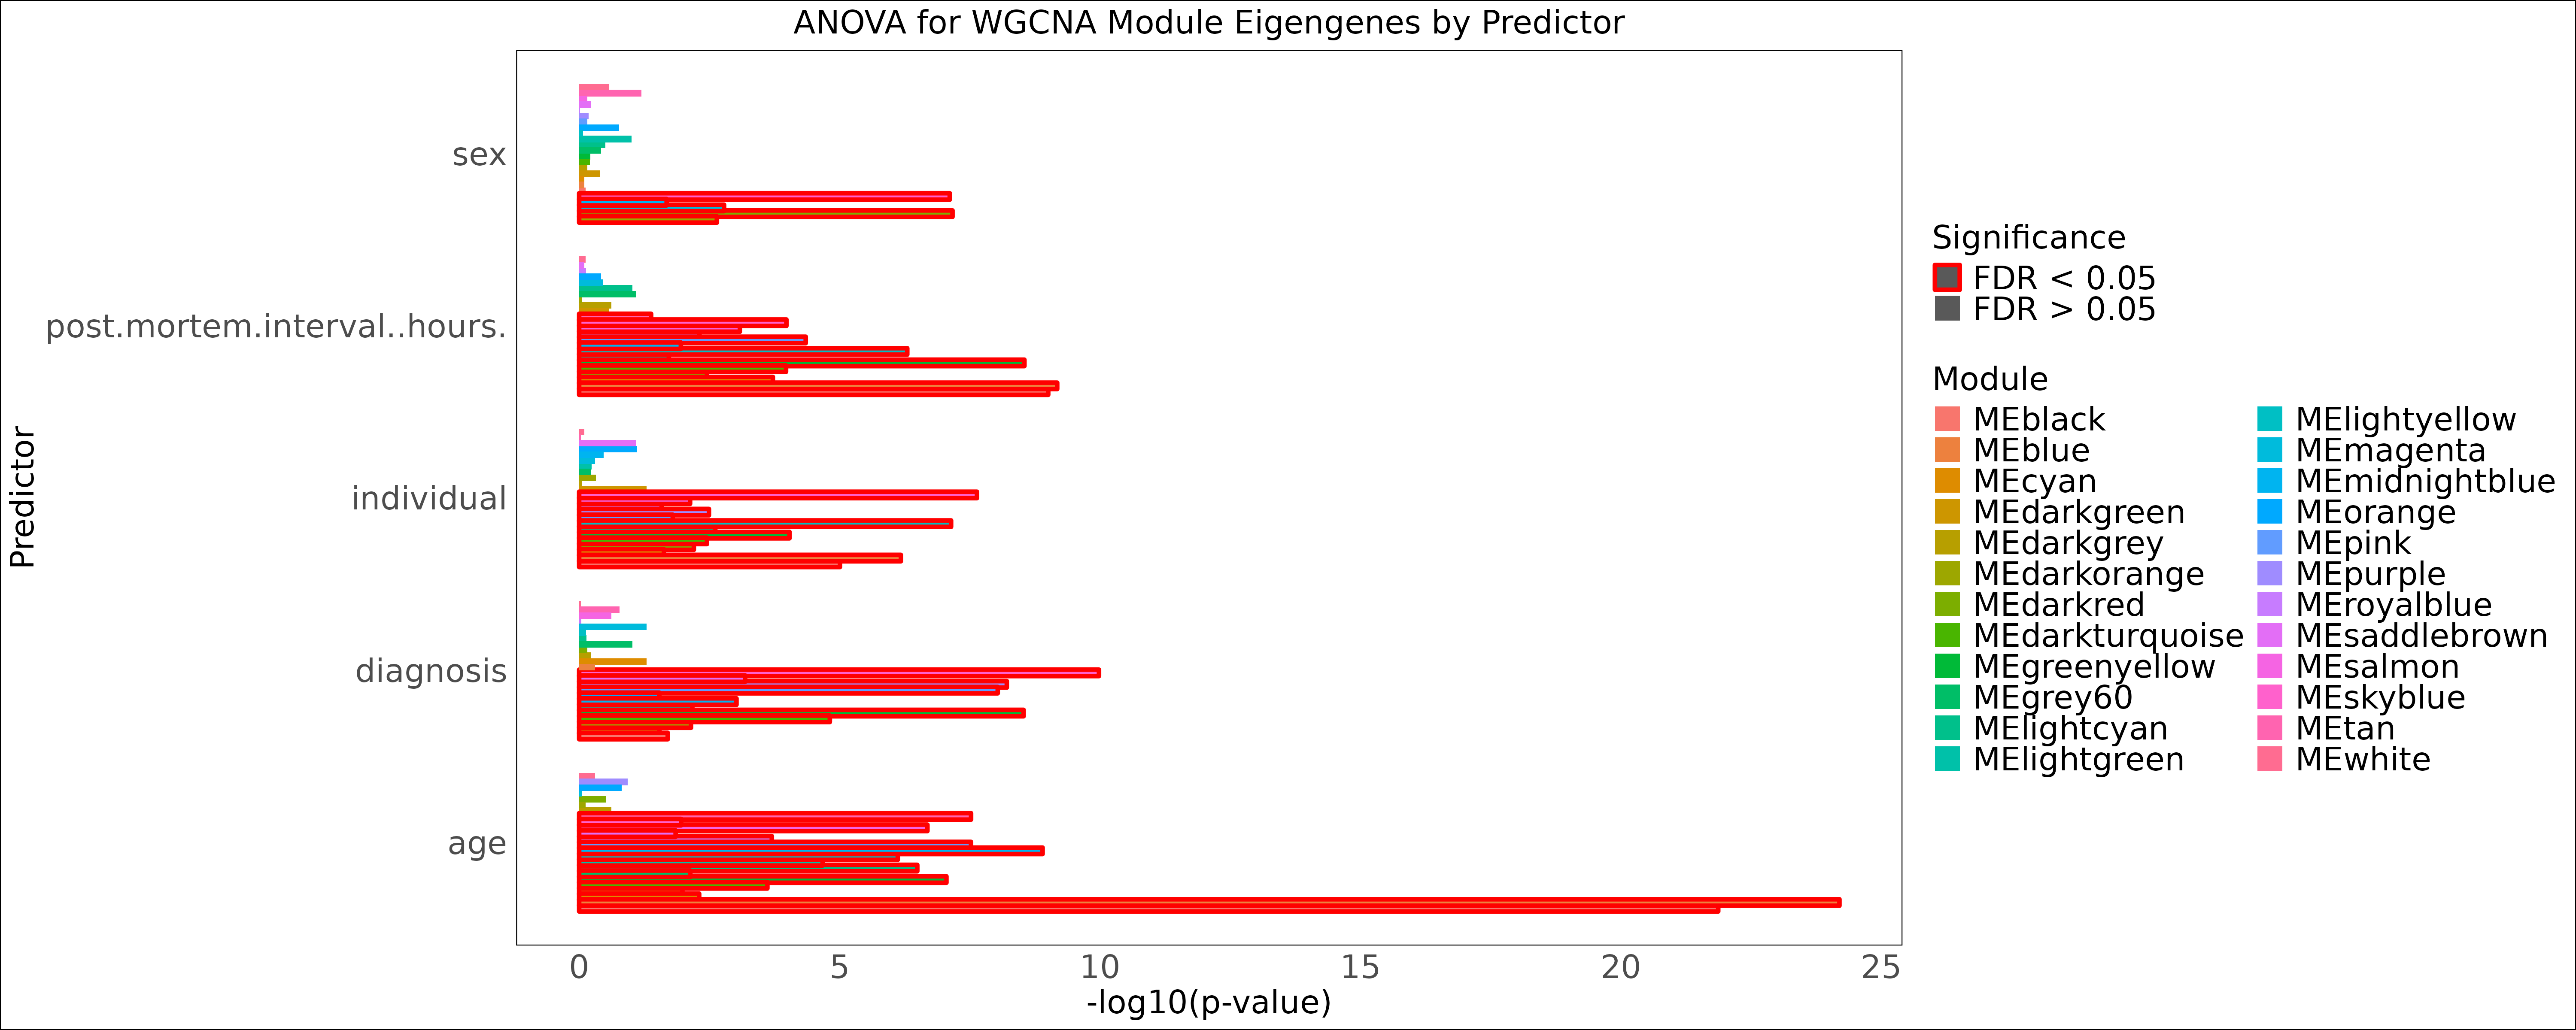 ANOVA for WGCNA Module Eigengenes by Predictor
Predictor
sex
post.mortem.interval..hours.
individual
diagnosis
age
0 5 10 15 20 25
-log10(p-value)
Significance
FDR < 0.05
FDR > 0.05
Module
MEblack
MEblue
MEcyan
MEdarkgreen
MEdarkgrey
MEdarkorange
MEdarkred
MEdarkturquoise
MEgreenyellow
MEgrey60
MElightcyan
MElightgreen
MElightyellow
MEmagenta
MEmidnightblue
MEorange
MEpink
MEpurple
MEroyalblue
MEsaddlebrown
MEsalmon
MEskyblue
MEtan
MEwhite